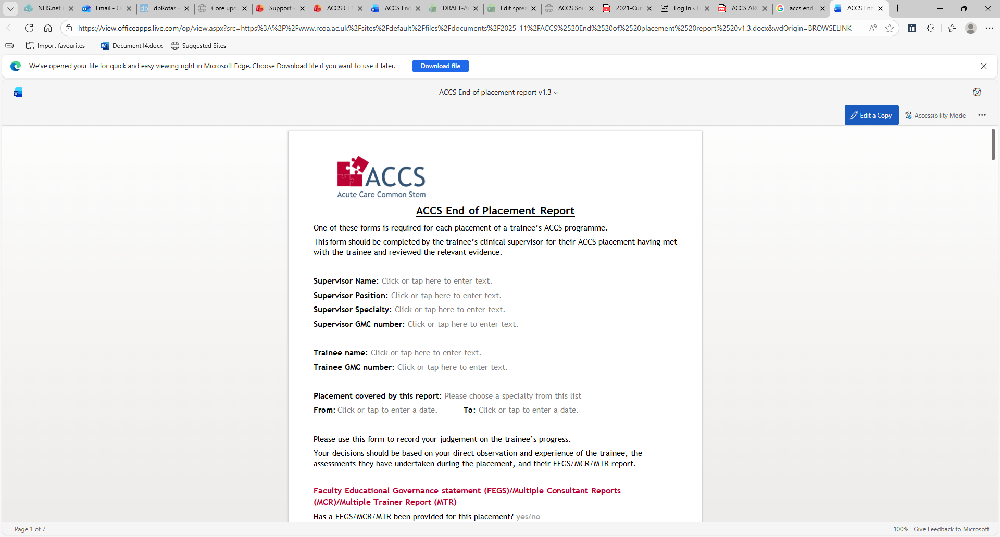 NHS.net
Email - C
dbRotas -
Core upd
Support -
ACCS CT
ACCS End
DRAFT-A
Edit sprea
ACCS Sou
2021-Cur
Log In ‹ L
ACCS AR
accs end
ACCS End
https://view.officeapps.live.com/op/view.aspx?src=https%3A%2F%2Fwww.rcoa.ac.uk%2Fsites%2Fdefault%2Ffiles%2Fdocuments%2F2025-11%2FACCS%2520End%2520of%2520placement%2520report%2520v1.3.docx&wdOrigin=BROWSELINK
Import favourites
Document14.docx
Suggested Sites
We've opened your file for quick and easy viewing right in Microsoft Edge. Choose Download file if you want to use it later.
Download file
ACCS End of placement report v1.3
Edit a Copy
Accessibility Mode
ACCS
Acute Care Common Stem
ACCS End of Placement Report
One of these forms is required for each placement of a trainee’s ACCS programme.
This form should be completed by the trainee’s clinical supervisor for their ACCS placement having met
with the trainee and reviewed the relevant evidence.
Supervisor Name: Click or tap here to enter text.
Supervisor Position: Click or tap here to enter text.
Supervisor Specialty: Click or tap here to enter text.
Supervisor GMC number: Click or tap here to enter text.
Trainee name: Click or tap here to enter text.
Trainee GMC number: Click or tap here to enter text.
Placement covered by this report: Please choose a specialty from this list
From: Click or tap to enter a date. To: Click or tap to enter a date.
Please use this form to record your judgement on the trainee’s progress.
Your decisions should be based on your direct observation and experience of the trainee, the
assessments they have undertaken during the placement, and their FEGS/MCR/MTR report.
Faculty Educational Governance statement (FEGS)/Multiple Consultant Reports
(MCR)/Multiple Trainer Report (MTR)
Has a FEGS/MCR/MTR been provided for this placement? yes/no
Page 1 of 7
100%
Give Feedback to Microsoft